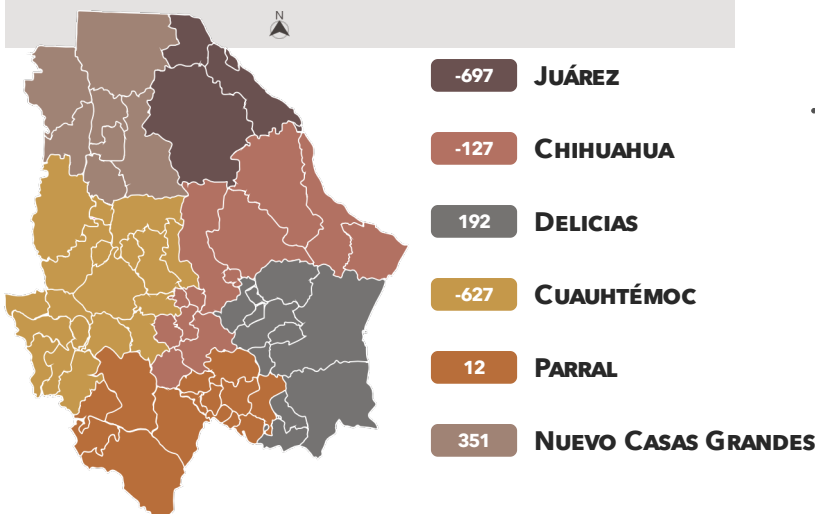 N
-697 JUÁREZ
-127 CHIHUAHUA
192 DELICIAS
-627 CUAUHTÉMOC
12 PARRAL
351 NUEVO CASAS GRANDES